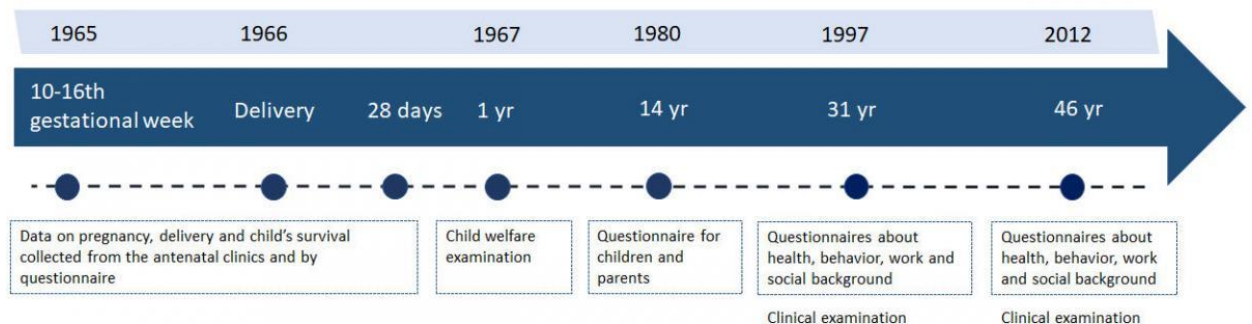 1965 1966 1967 1980 1997 2012
10-16th
gestational week Delivery 28 days 1 yr 14 yr 31 yr 46 yr
Data on pregnancy, delivery and child's survival
collected from the antenatal clinics and by
questionnaire
Child welfare
examination
Questionnaire for
children and
parents
Questionnaires about
health, behavior, work and
social background
Clinical examination
Questionnaires about
health, behavior, work
and social background
Clinical examination